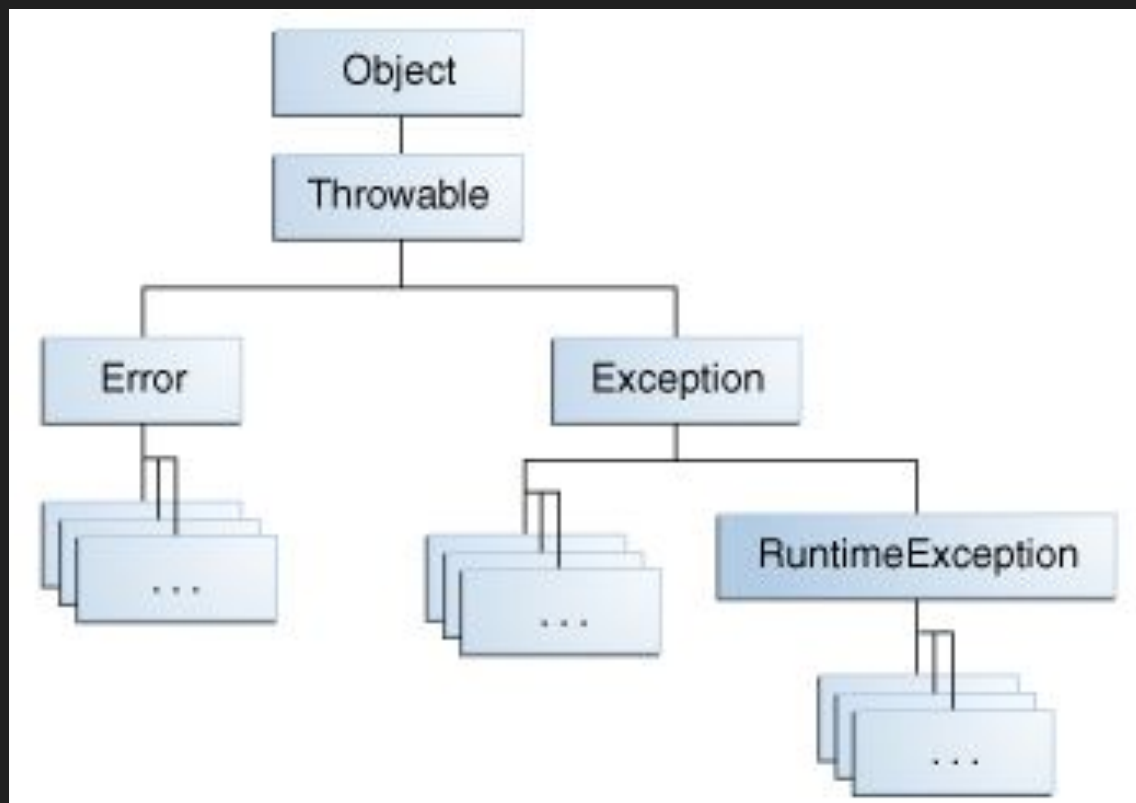 Object
Throwable
Error
Exception
...
...
RuntimeException
...